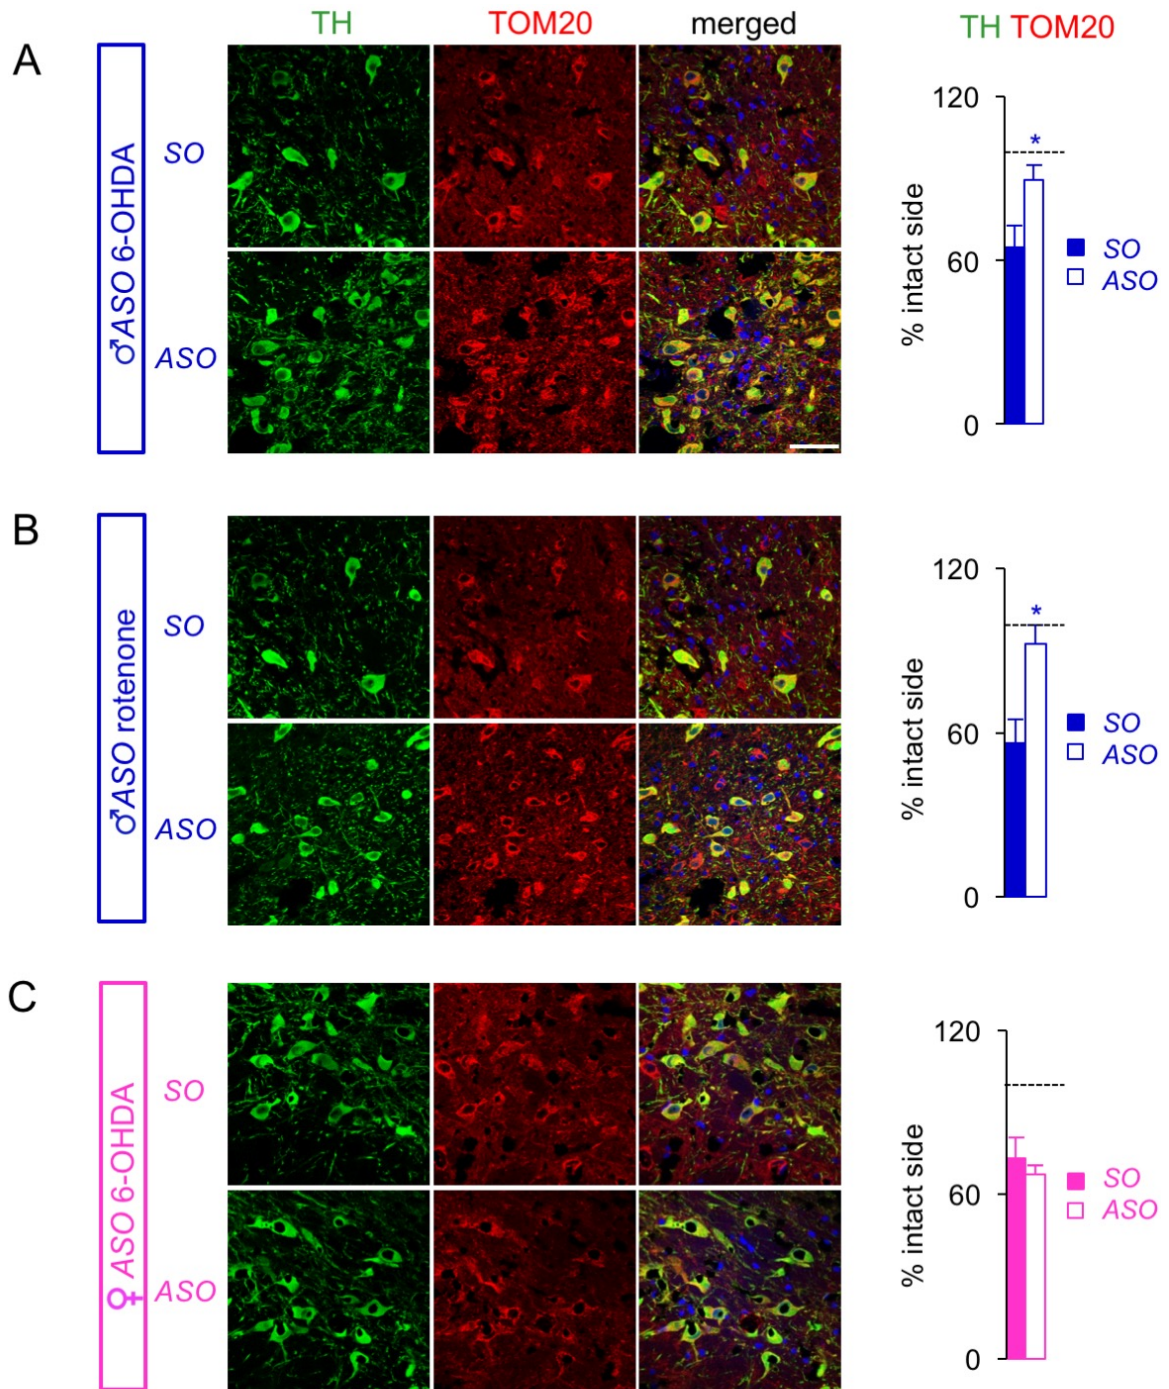 TH TOM20 merged TH TOM20
A
♂ASO 6-OHDA
SO
ASO
120
60
0
% intact side
*
SO
ASO
B
♂ASO rotenone
SO
ASO
120
60
0
% intact side
*
SO
ASO
C
♀ ASO 6-OHDA
SO
ASO
120
60
0
% intact side
SO
ASO